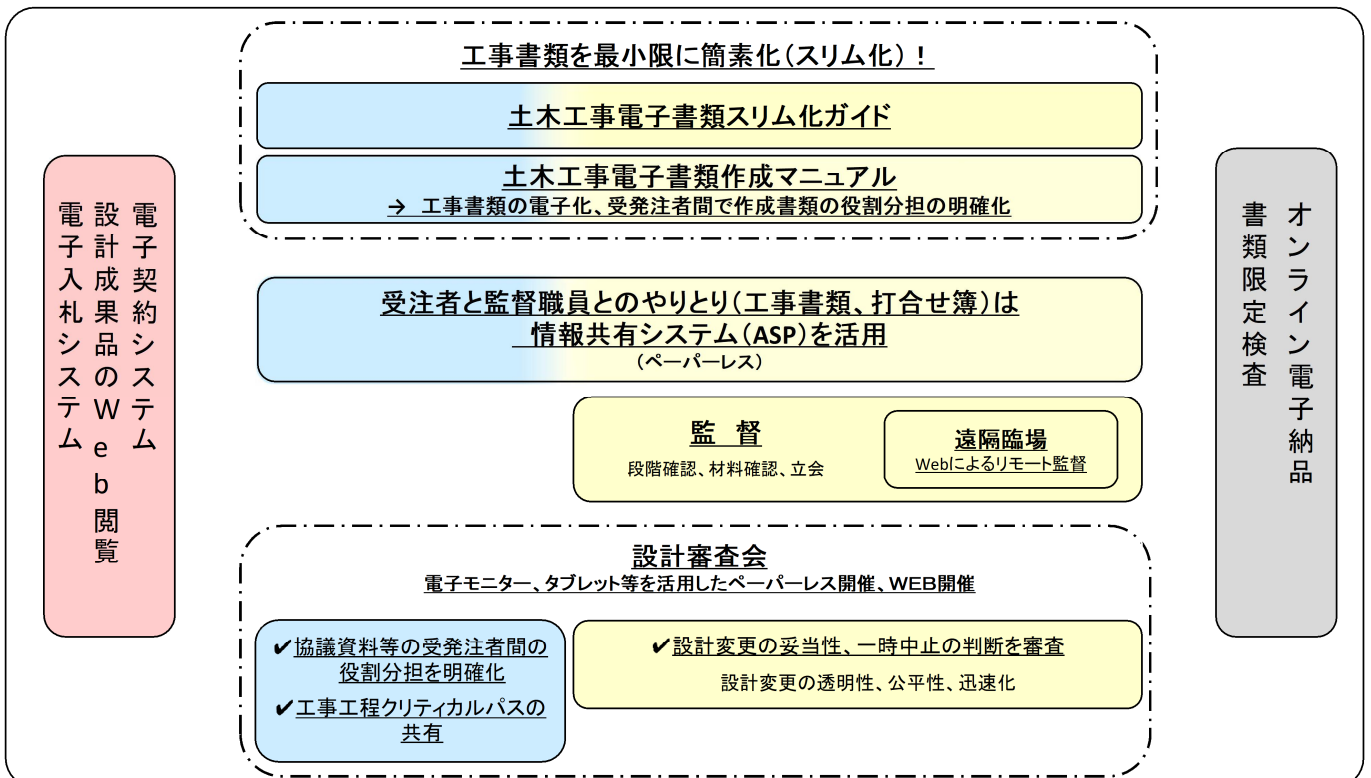 工事書類を最小限に簡素化(スリム化)!
土木工事電子書類スリム化ガイド
土木工事電子書類作成マニュアル
→ 工事書類の電子化、受発注者間で作成書類の役割分担の明確化
電子契約システム
設計成果品のWeb閲覧
電子入札システム
受注者と監督職員とのやりとり(工事書類、打合せ簿)は
情報共有システム(ASP)を活用
(ペーパーレス)
監 督
段階確認、材料確認、立会
遠隔臨場
Webによるリモート監督
設計審査会
電子モニター、タブレット等を活用したペーパーレス開催、WEB開催
✔協議資料等の受発注者間の
役割分担を明確化
✔工事工程クリティカルパスの
共有
✔設計変更の妥当性、一時中止の判断を審査
設計変更の透明性、公平性、迅速化
オンライン電子納品
書類限定検査